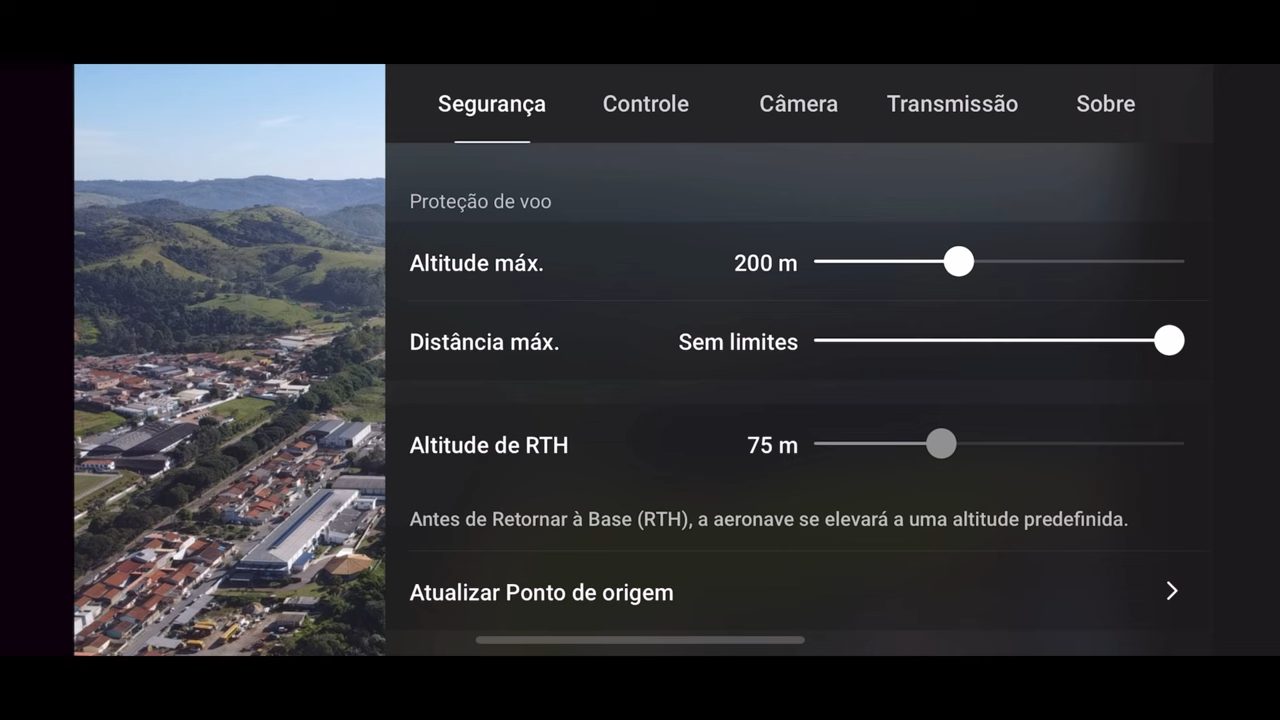 Segurança Controle Câmera Transmissão Sobre
Proteção de voo
Altitude máx. 200 m
Distância máx. Sem limites
Altitude de RTH 75 m
Antes de Retornar à Base (RTH), a aeronave se elevará a uma altitude predefinida.
Atualizar Ponto de origem